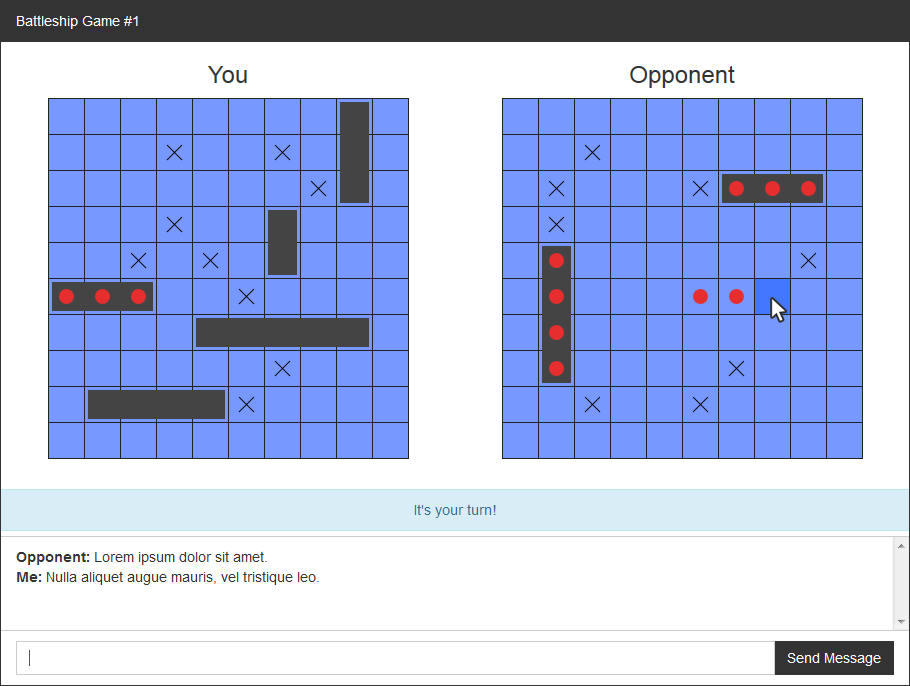 Battleship Game #1
You
Opponent
It's your turn!
Opponent: Lorem ipsum dolor sit amet.
Me: Nulla aliquet augue mauris, vel tristique leo.
Send Message